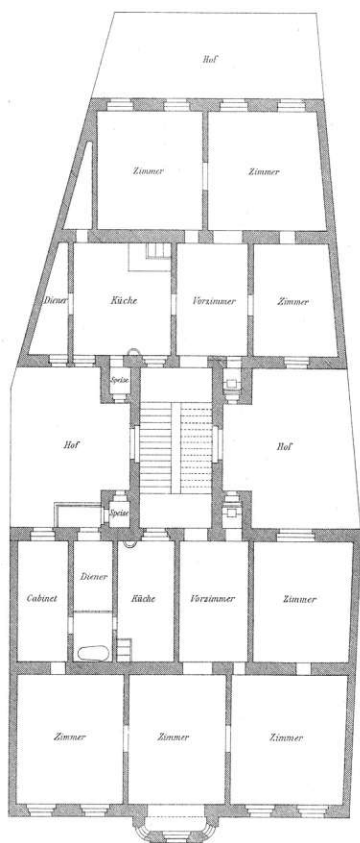 Hof
Zimmer
Zimmer
Diener
Küche
Vorzimmer
Zimmer
Speise
Hof
Hof
Speise
Cabinet
Diener
Küche
Vorzimmer
Zimmer
Zimmer
Zimmer
Zimmer